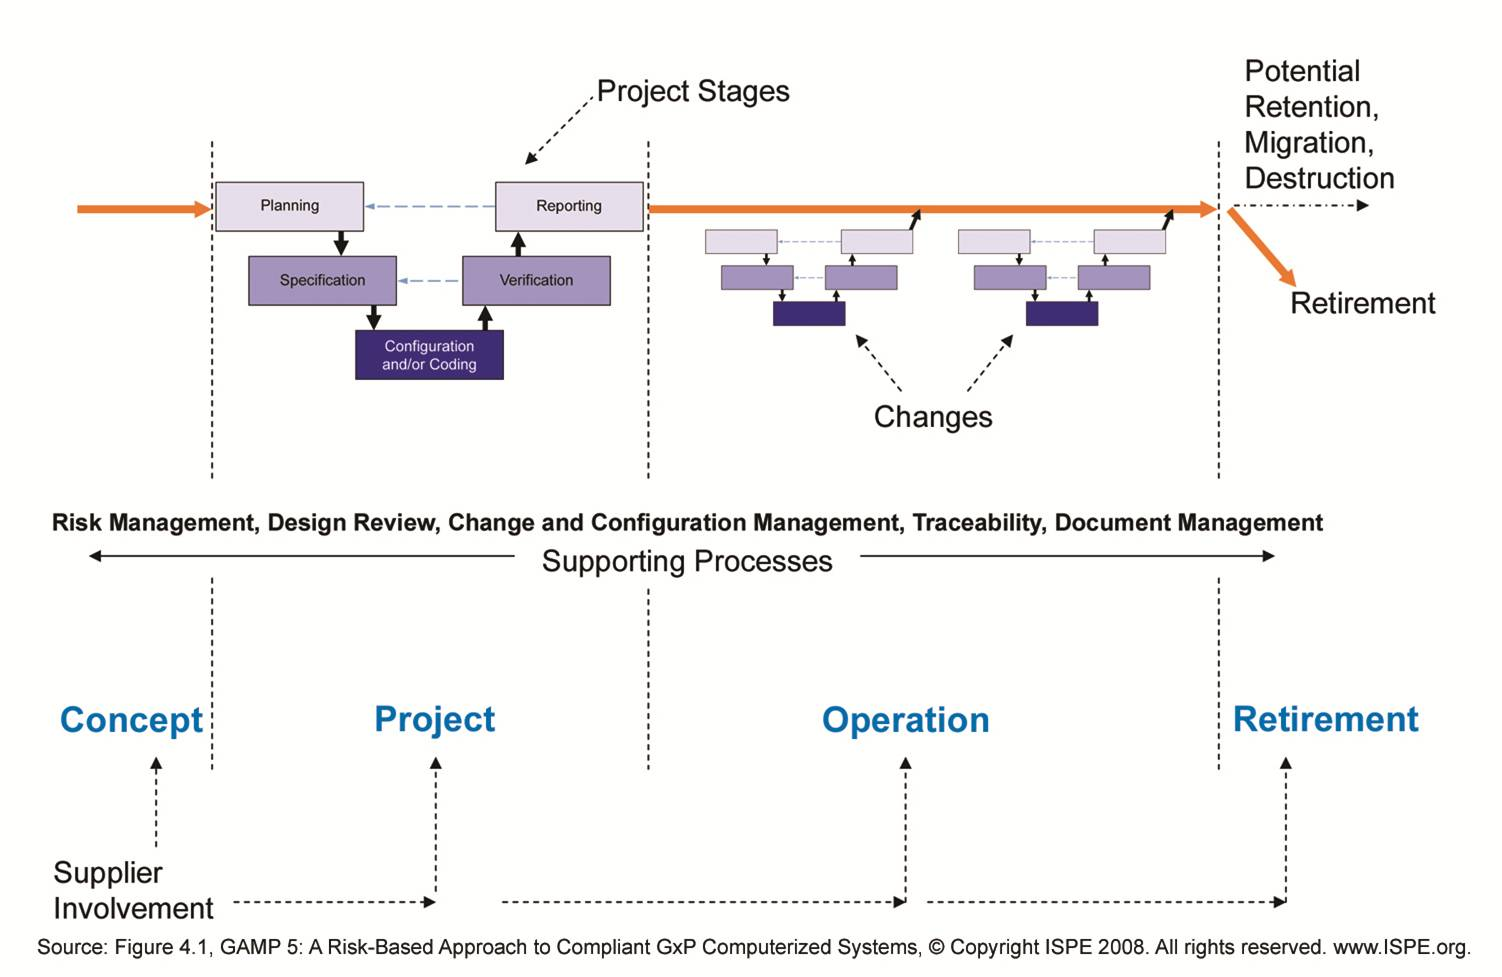 Project Stages
Potential
Retention,
Migration,
Destruction
Planning
Reporting
Specification
Verification
Retirement
Configuration
and/or Coding
Changes
Risk Management, Design Review, Change and Configuration Management, Traceability, Document Management
Supporting Processes
Concept
Project
Operation
Retirement
Supplier
Involvement
Source: Figure 4.1, GAMP 5: A Risk-Based Approach to Compliant GxP Computerized Systems, © Copyright ISPE 2008. All rights reserved. www.ISPE.org.